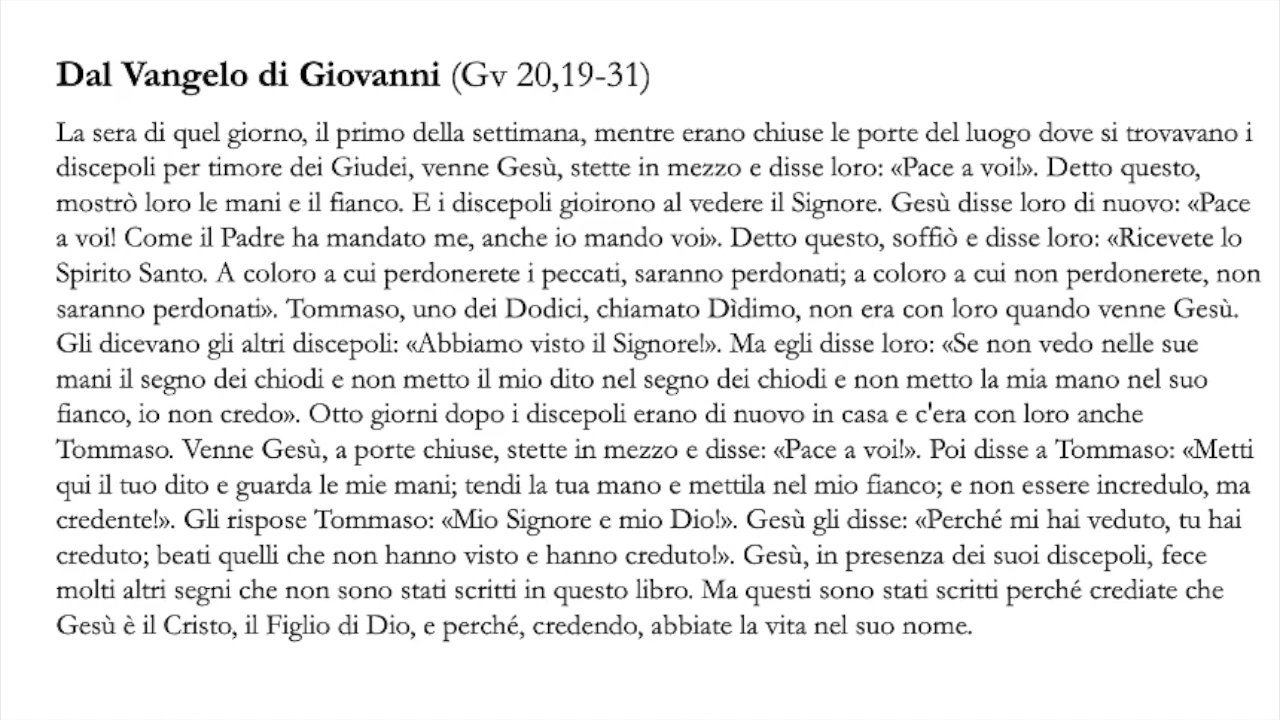 Dal Vangelo di Giovanni (Gv 20,19-31)
La sera di quel giorno, il primo della settimana, mentre erano chiuse le porte del luogo dove si trovavano i
discepoli per timore dei Giudei, venne Gesù, stette in mezzo e disse loro: «Pace a voi!». Detto questo,
mostrò loro le mani e il fianco. E i discepoli gioirono al vedere il Signore. Gesù disse loro di nuovo: «Pace
a voi! Come il Padre ha mandato me, anche io mando voi». Detto questo, soffiò e disse loro: «Ricevete lo
Spirito Santo. A coloro a cui perdonerete i peccati, saranno perdonati; a coloro a cui non perdonerete, non
saranno perdonati». Tommaso, uno dei Dodici, chiamato Dìdimo, non era con loro quando venne Gesù.
Gli dicevano gli altri discepoli: «Abbiamo visto il Signore!». Ma egli disse loro: «Se non vedo nelle sue
mani il segno dei chiodi e non metto il mio dito nel segno dei chiodi e non metto la mia mano nel suo
fianco, io non credo». Otto giorni dopo i discepoli erano di nuovo in casa e c'era con loro anche
Tommaso. Venne Gesù, a porte chiuse, stette in mezzo e disse: «Pace a voi!». Poi disse a Tommaso: «Metti
qui il tuo dito e guarda le mie mani; tendi la tua mano e mettila nel mio fianco; e non essere incredulo, ma
credente!». Gli rispose Tommaso: «Mio Signore e mio Dio!». Gesù gli disse: «Perché mi hai veduto, tu hai
creduto; beati quelli che non hanno visto e hanno creduto!». Gesù, in presenza dei suoi discepoli, fece
molti altri segni che non sono stati scritti in questo libro. Ma questi sono stati scritti perché crediate che
Gesù è il Cristo, il Figlio di Dio, e perché, credendo, abbiate la vita nel suo nome.